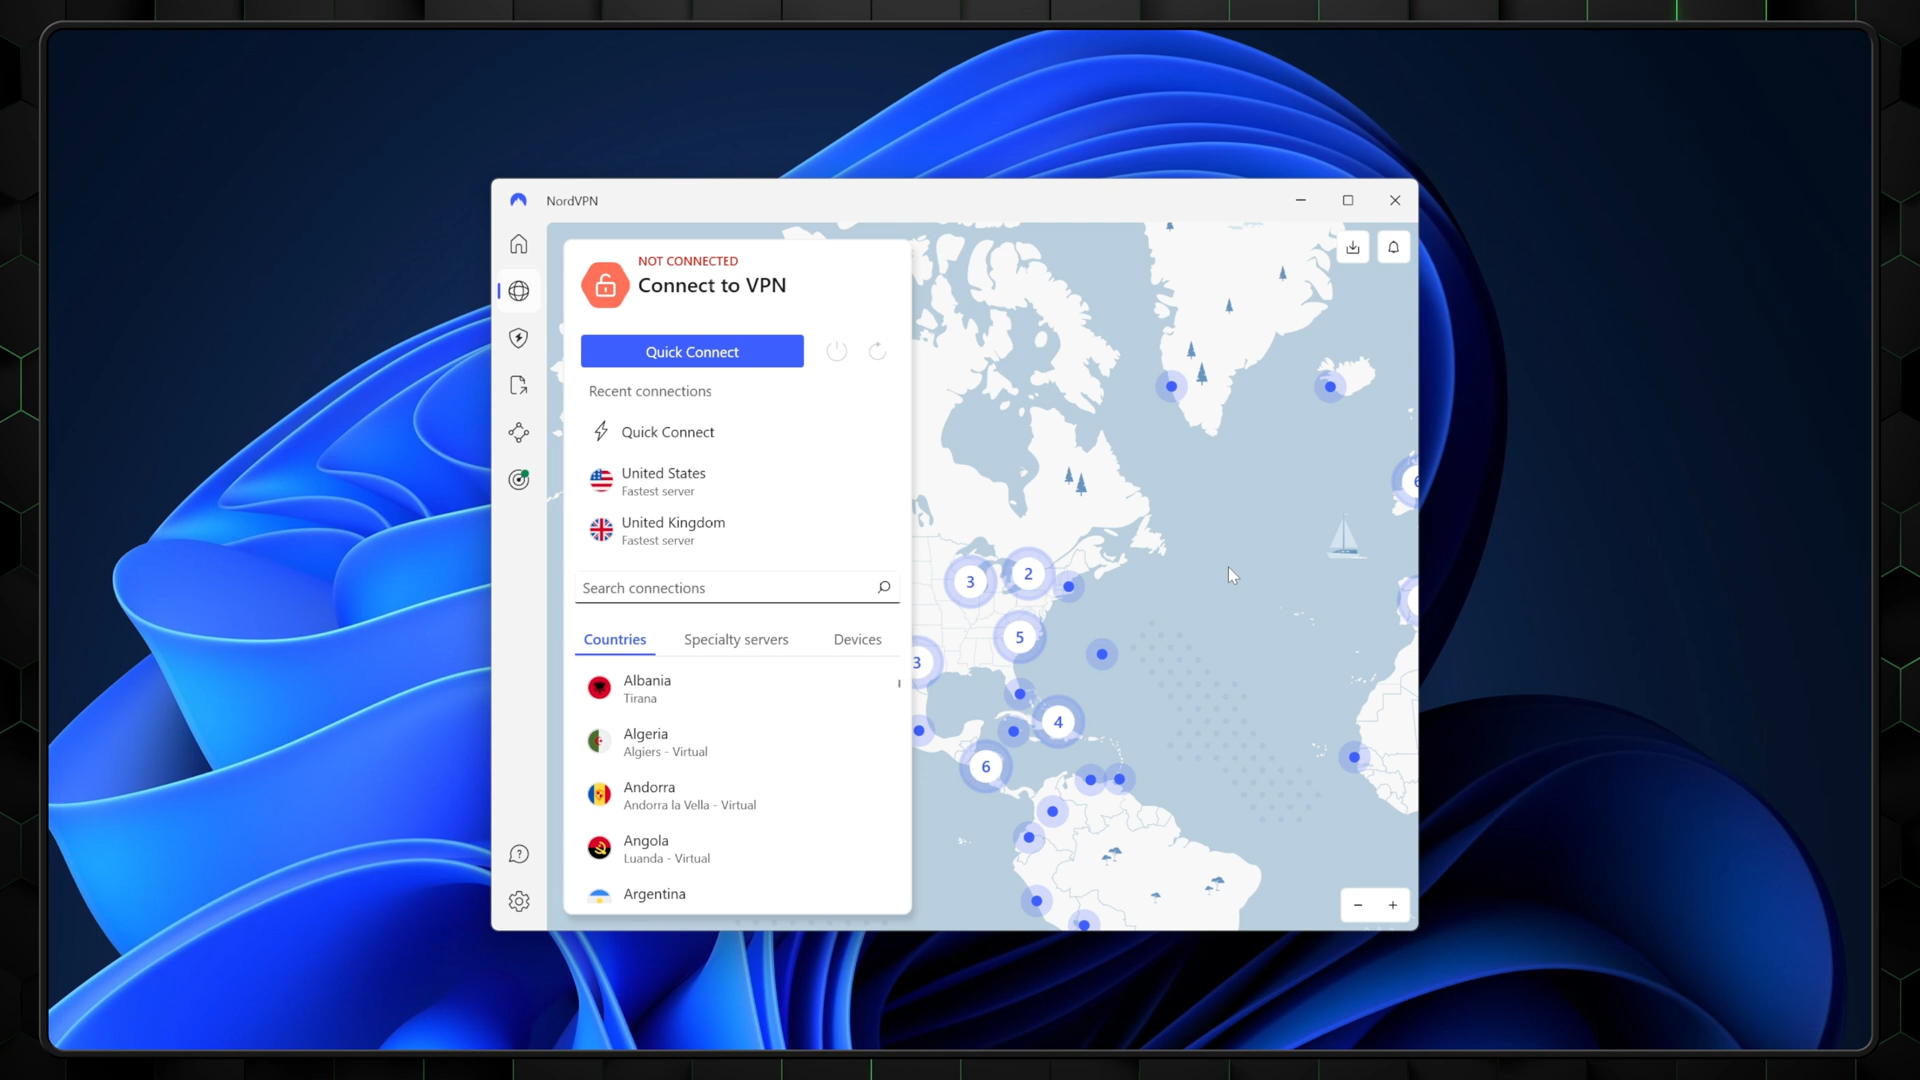 NordVPN
NOT CONNECTED
Connect to VPN
Quick Connect
Recent connections
Quick Connect
United States
Fastest server
United Kingdom
Fastest server
Search connections
Countries Specialty servers Devices
Albania
Tirana
Algeria
Algiers - Virtual
Andorra
Andorra la Vella - Virtual
Angola
Luanda - Virtual
Argentina
3
2
5
3
4
6